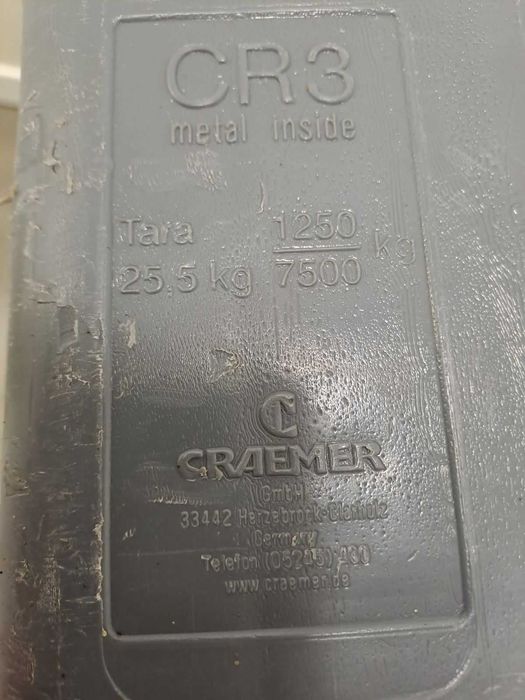 CR3
metal inside
Tara 1250 kg
25.5 kg 7500
CRAEMER
GmbH
33442 Herzebrock-Clarholz
Germany
Telefon (05245) 430
www.craemer.de